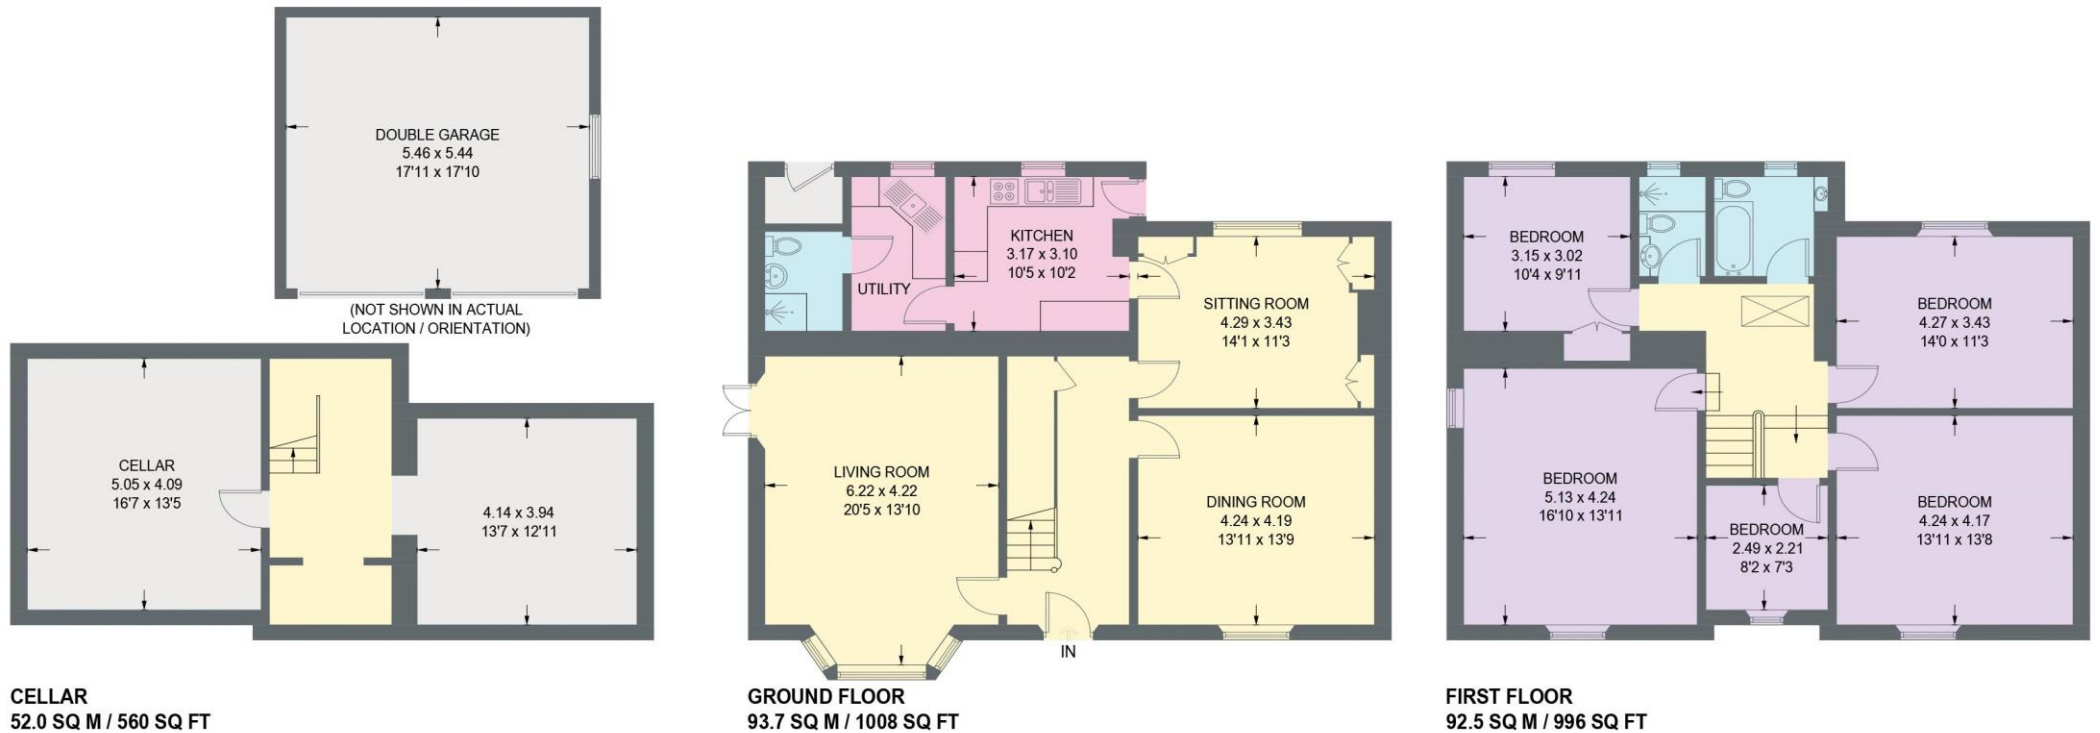 DOUBLE GARAGE
5.46 x 5.44
17'11 x 17'10
(NOT SHOWN IN ACTUAL
LOCATION / ORIENTATION)
CELLAR
5.05 x 4.09
16'7 x 13'5
4.14 x 3.94
13'7 x 12'11
CELLAR
52.0 SQ M / 560 SQ FT
KITCHEN
3.17 x 3.10
10'5 x 10'2
UTILITY
SITTING ROOM
4.29 x 3.43
14'1 x 11'3
LIVING ROOM
6.22 x 4.22
20'5 x 13'10
DINING ROOM
4.24 x 4.19
13'11 x 13'9
IN
GROUND FLOOR
93.7 SQ M / 1008 SQ FT
BEDROOM
3.15 x 3.02
10'4 x 9'11
BEDROOM
4.27 x 3.43
14'0 x 11'3
BEDROOM
5.13 x 4.24
16'10 x 13'11
BEDROOM
2.49 x 2.21
8'2 x 7'3
BEDROOM
4.24 x 4.17
13'11 x 13'8
FIRST FLOOR
92.5 SQ M / 996 SQ FT